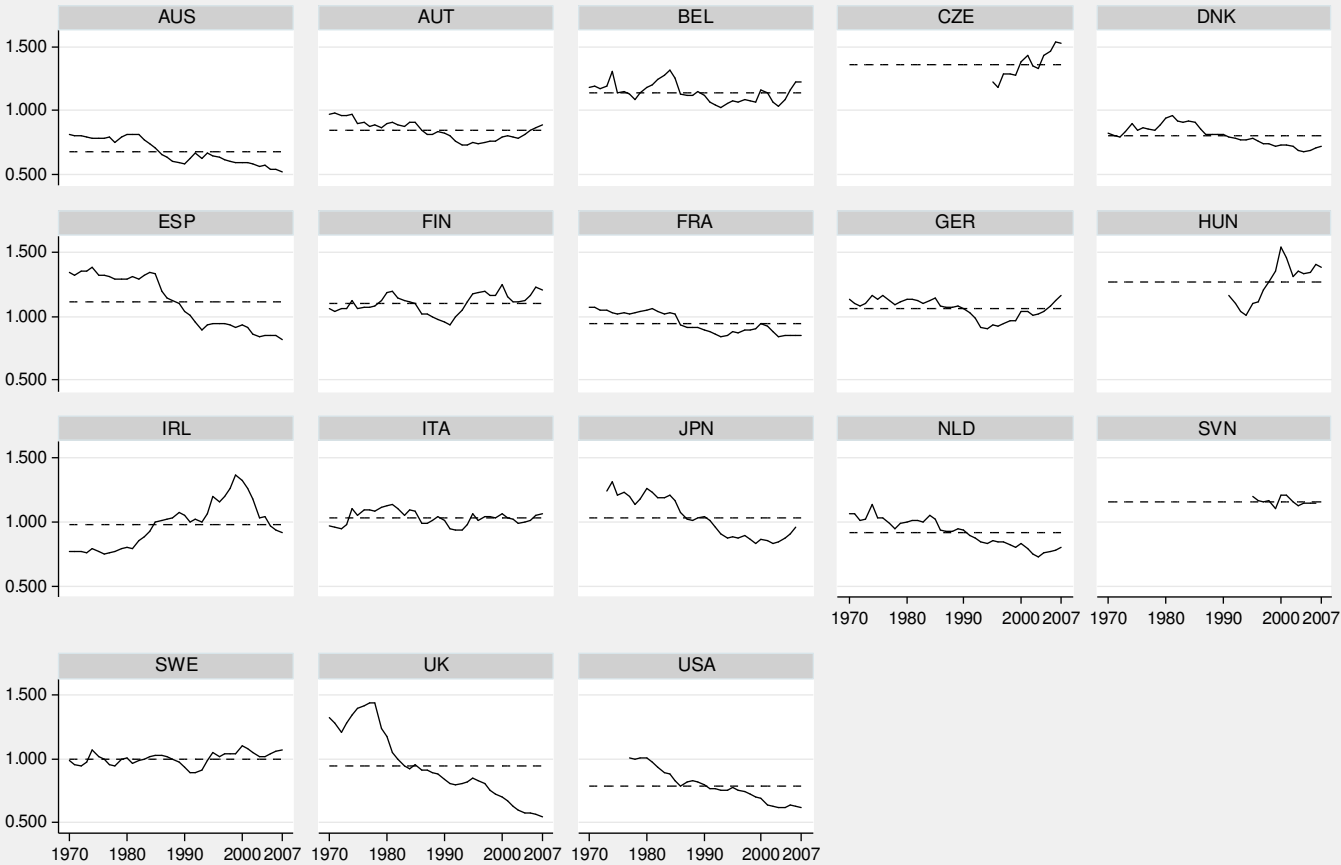 AUS AUT BEL CZE DNK
1.500
1.000
0.500
ESP FIN FRA GER HUN
1.500
1.000
0.500
IRL ITA JPN NLD SVN
1.500
1.000
0.500
1970 1980 1990 2000 2007 1970 1980 1990 2000 2007
SWE UK USA
1.500
1.000
0.500
1970 1980 1990 2000 2007 1970 1980 1990 2000 2007 1970 1980 1990 2000 2007